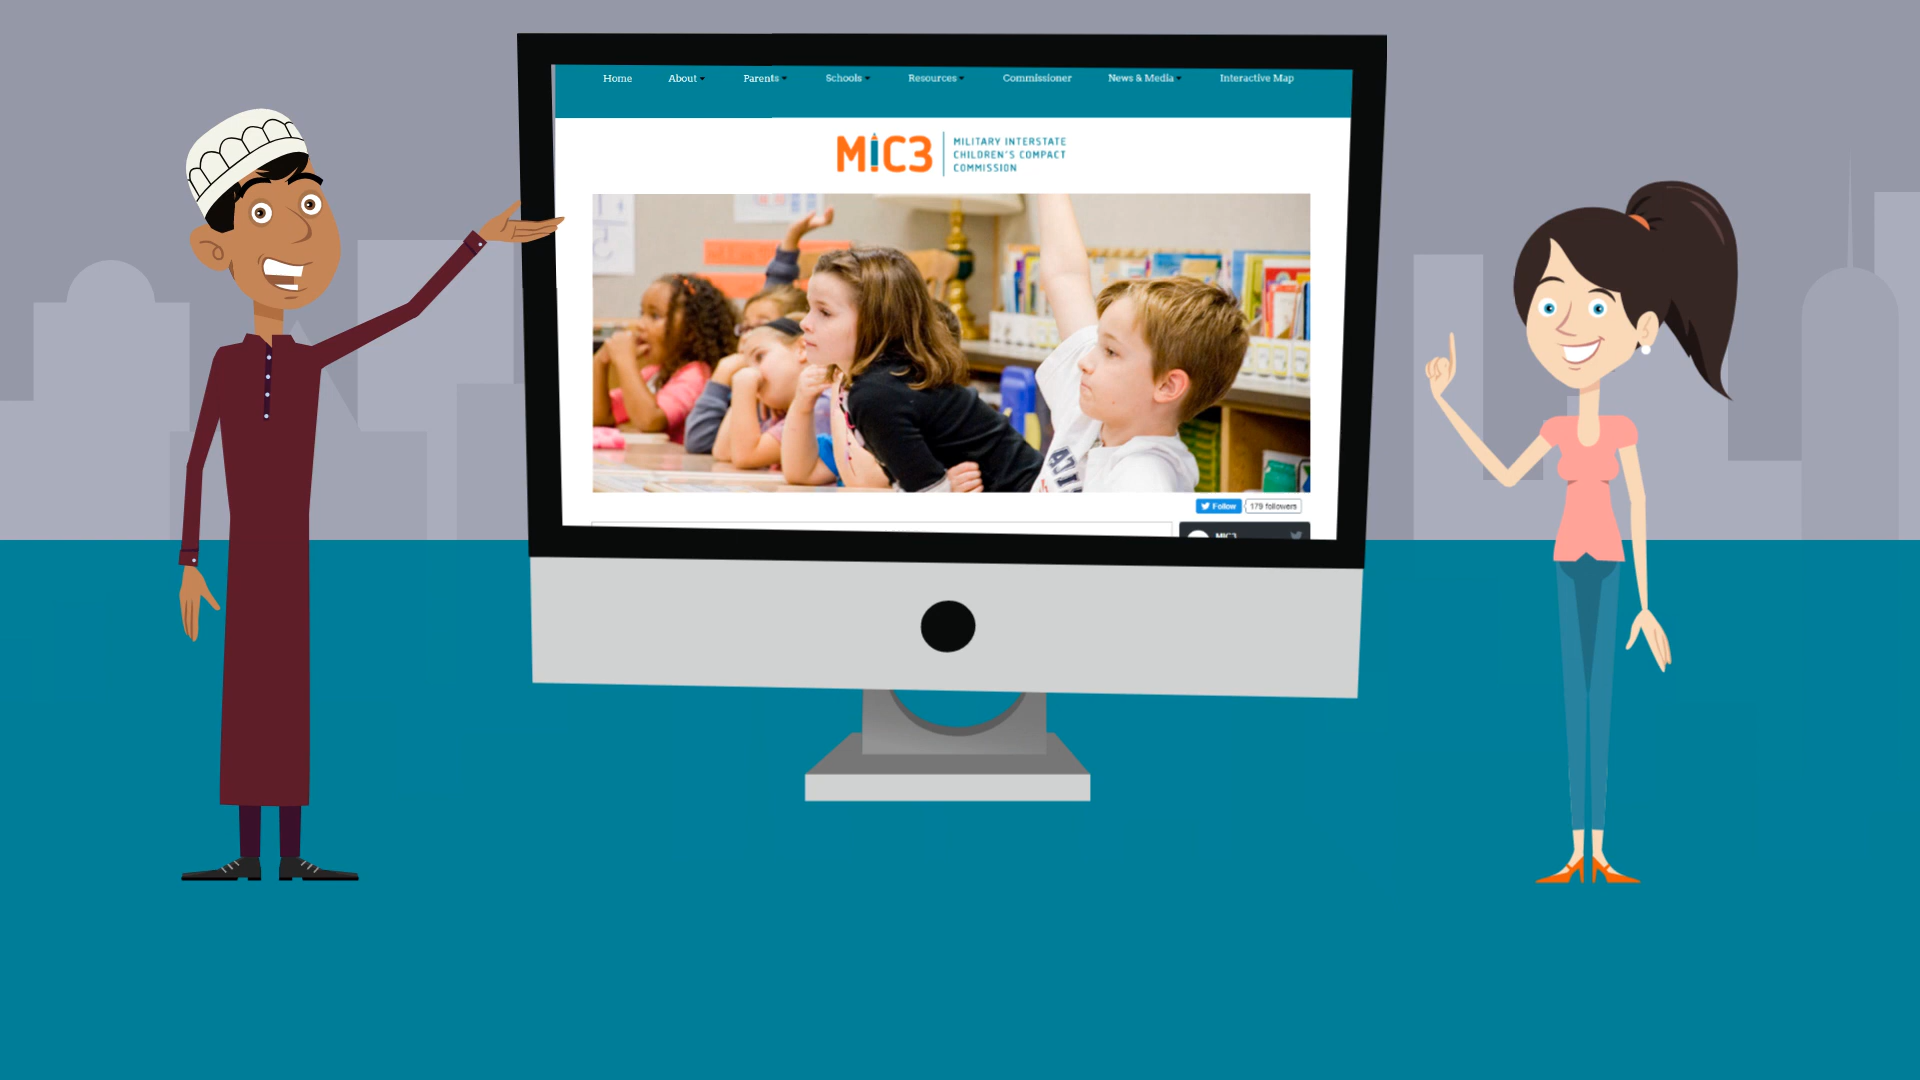 Home About Parents Schools Resources Commissioner News & Media Interactive Map
MIC3
MILITARY INTERSTATE
CHILDREN'S COMPACT
COMMISSION
Follow 179 followers
MIC3